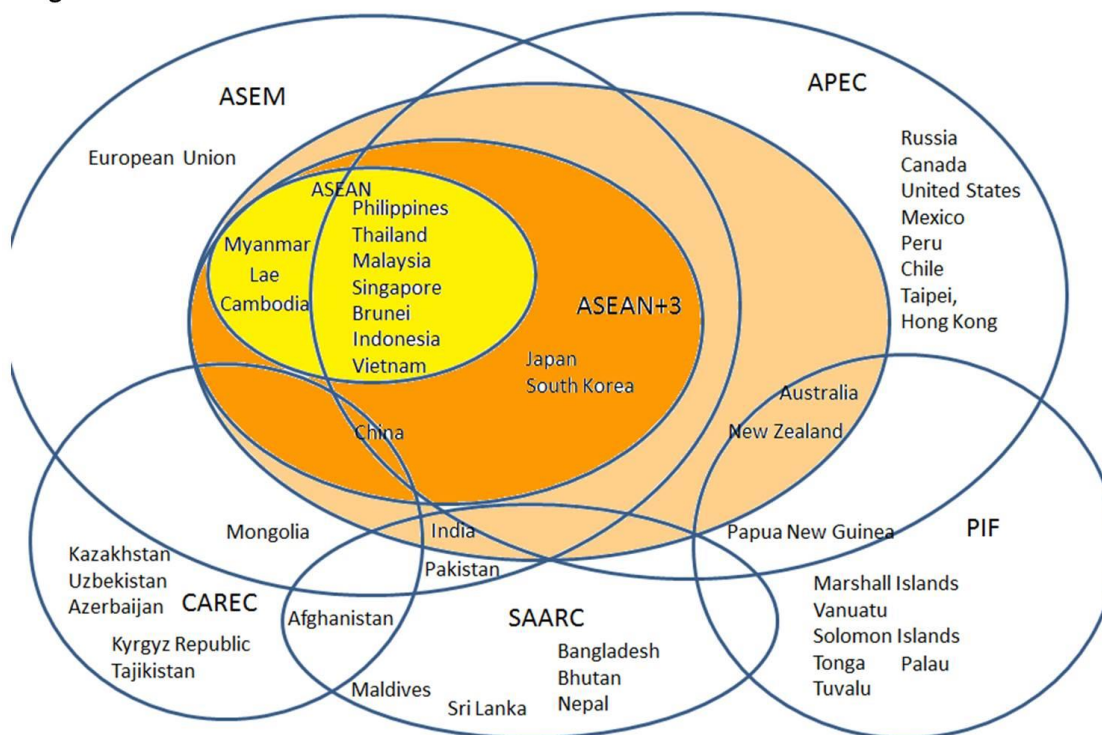 ASEM
APEC
European Union
Russia
Canada
United States
Mexico
Peru
Chile
Taipei,
Hong Kong
ASEAN
Philippines
Thailand
Malaysia
Singapore
Brunei
Indonesia
Vietnam
Myanmar
Lae
Cambodia
ASEAN+3
Japan
South Korea
China
Australia
New Zealand
Mongolia
India
Pakistan
Papua New Guinea
PIF
Kazakhstan
Uzbekistan
Azerbaijan
CAREC
Kyrgyz Republic
Tajikistan
Afghanistan
SAARC
Bangladesh
Bhutan
Nepal
Maldives
Sri Lanka
Marshall Islands
Vanuatu
Solomon Islands
Tonga Palau
Tuvalu